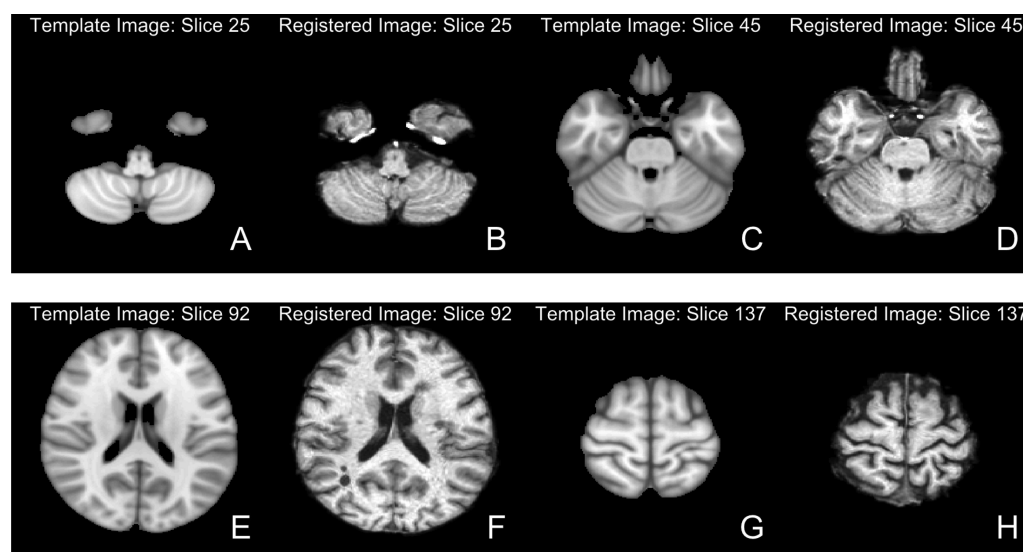 Template Image: Slice 25 Registered Image: Slice 25 Template Image: Slice 45 Registered Image: Slice 45
A B C D
Template Image: Slice 92 Registered Image: Slice 92 Template Image: Slice 137 Registered Image: Slice 137
E F G H